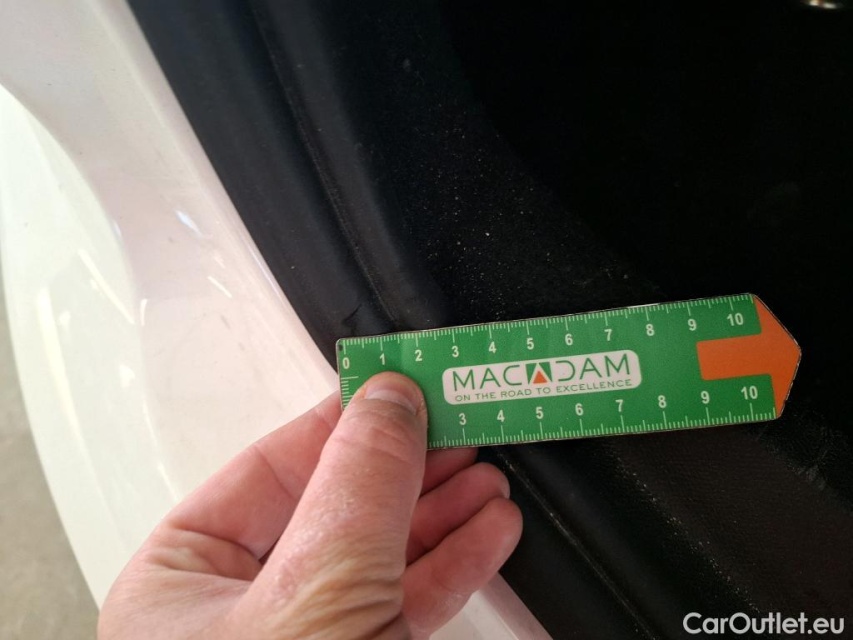 0 1 2 3 4 5 6 7 8 9 10
MACADAM
ON THE ROAD TO EXCELLENCE
3 4 5 6 7 8 9 10
CarOutlet.eu